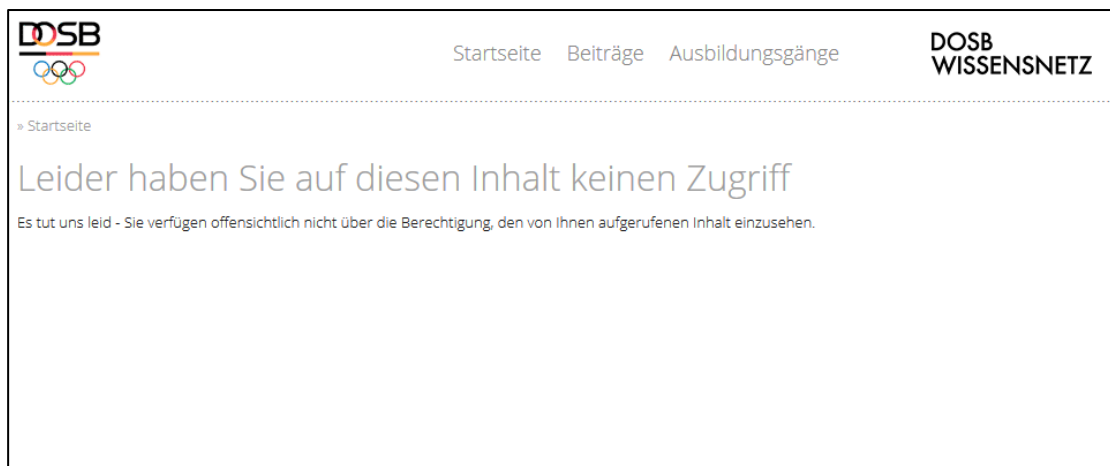 DOSB
Startseite Beiträge Ausbildungsgänge
DOSB
WISSENSNETZ
» Startseite
Leider haben Sie auf diesen Inhalt keinen Zugriff
Es tut uns leid - Sie verfügen offensichtlich nicht über die Berechtigung, den von Ihnen aufgerufenen Inhalt einzusehen.